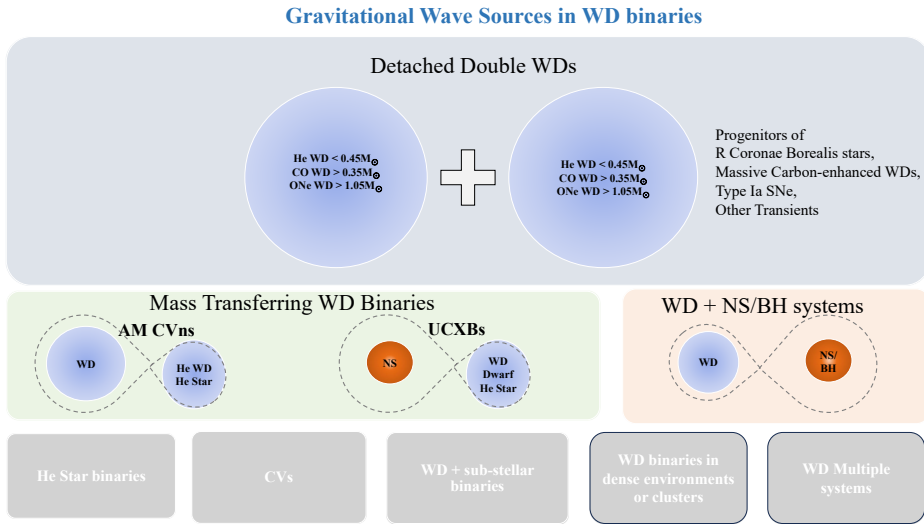 Gravitational Wave Sources in WD binaries
Detached Double WDs
He WD < 0.45M⊙
CO WD > 0.35M⊙
ONe WD > 1.05M⊙
He WD < 0.45M⊙
CO WD > 0.35M⊙
ONe WD > 1.05M⊙
Progenitors of
R Coronae Borealis stars,
Massive Carbon-enhanced WDs,
Type Ia SNe,
Other Transients
Mass Transferring WD Binaries
AM CVns
WD
He WD
He Star
UCXBs
NS
WD
Dwarf
He Star
WD + NS/BH systems
WD
NS/
BH
He Star binaries
CVs
WD + sub-stellar
binaries
WD binaries in
dense environments
or clusters
WD Multiple
systems